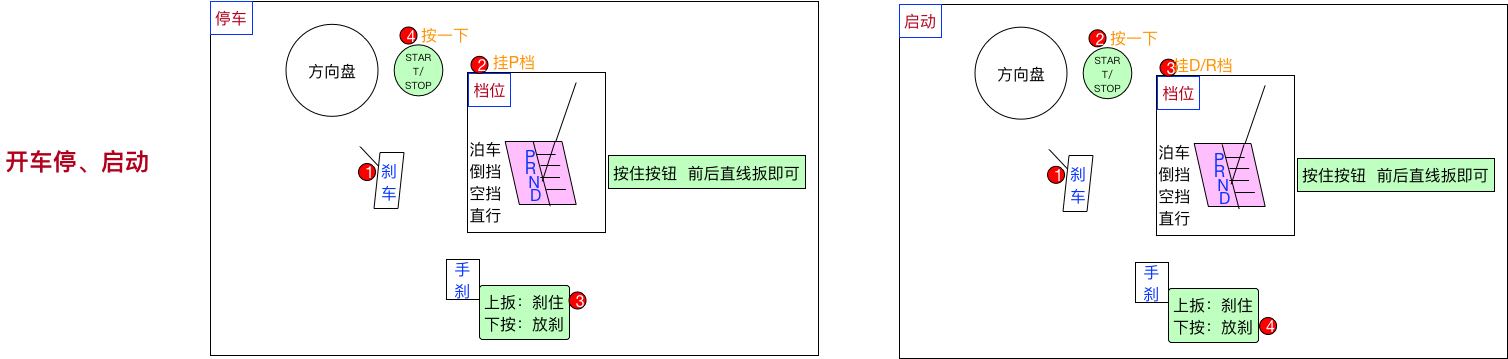 开车停、启动
停车
方向盘
4 按一下
STAR
T/
STOP
2 挂P档
档位
泊车
倒挡
空挡
直行
P
R
N
D
按住按钮 前后直线扳即可
1
刹
车
手
刹
上扳：刹住
下按：放刹
3
启动
方向盘
2 按一下
STAR
T/
STOP
3 挂D/R档
档位
泊车
倒挡
空挡
直行
P
R
N
D
按住按钮 前后直线扳即可
1
刹
车
手
刹
上扳：刹住
下按：放刹
4